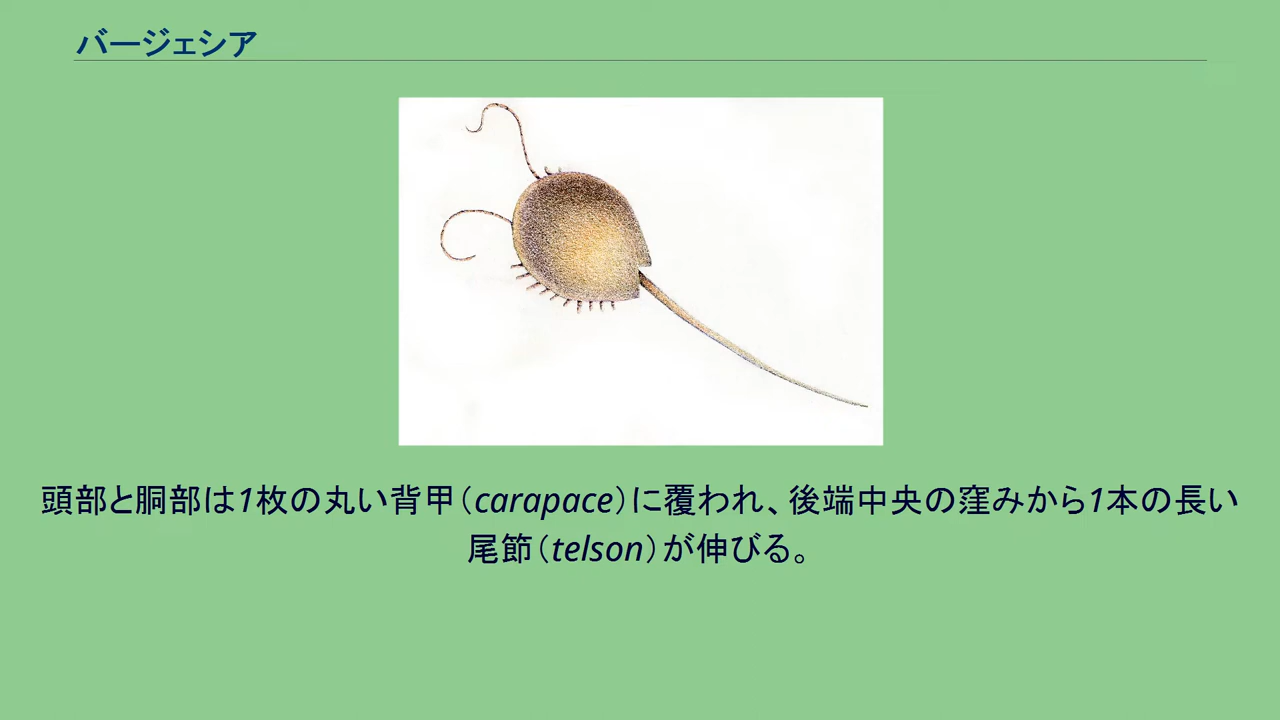 バージェシア
頭部と胴部は1枚の丸い背甲（carapace）に覆われ、後端中央の窪みから1本の長い
尾節（telson）が伸びる。